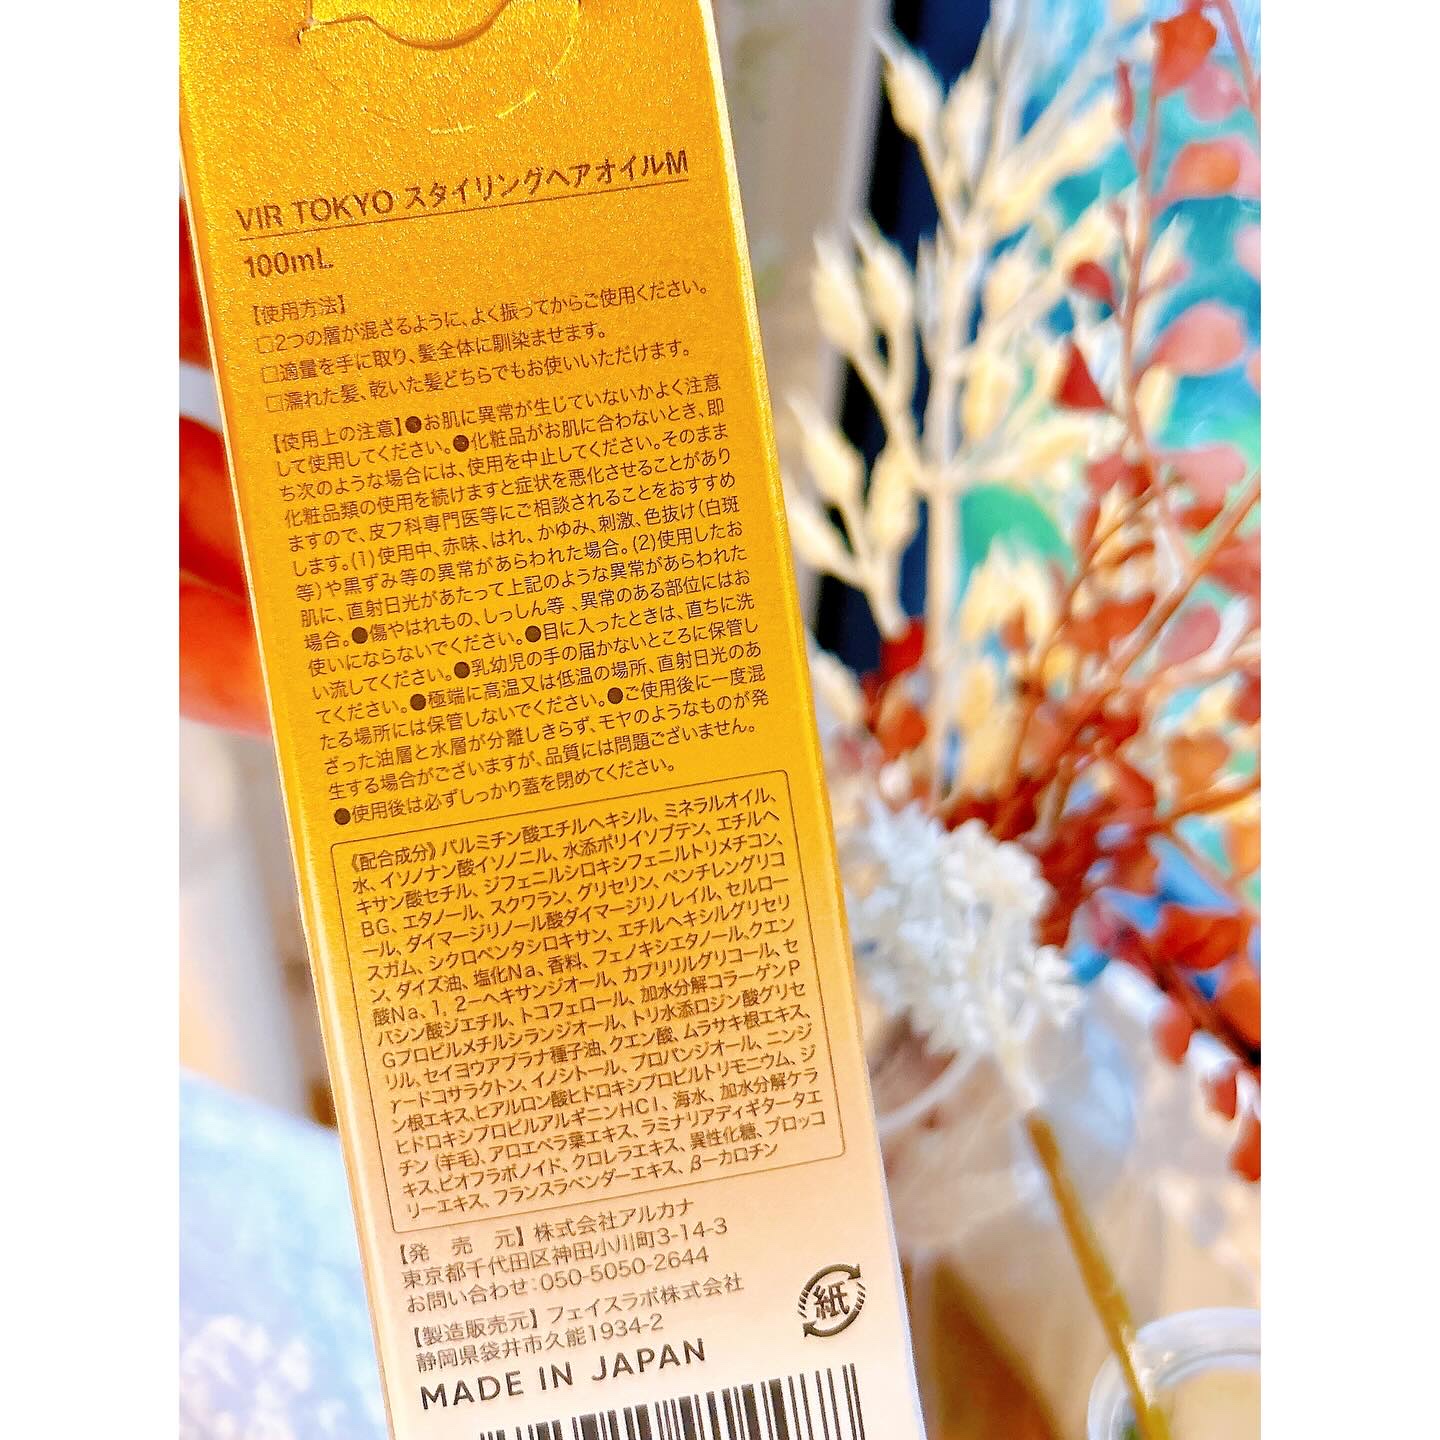 VIR TOKYO スタイリングヘアオイルM
100mL
【使用方法】
□2つの層が混ざるように、よく振ってからご使用ください。
□適量を手に取り、髪全体に馴染ませます。
□濡れた髪、乾いた髪どちらでもお使いいただけます。
【使用上の注意】●お肌に異常が生じていないかよく注意
して使用してください。●化粧品がお肌に合わないとき、即
ち次のような場合には、使用を中止してください。そのまま
化粧品類の使用を続けますと症状を悪化させることがあり
ますので、皮フ科専門医等にご相談されることをおすすめ
します。(1)使用中、赤味、はれ、かゆみ、刺激、色抜け(白斑
等)や黒ずみ等の異常があらわれた場合。(2)使用したお
肌に、直射日光があたって上記のような異常があらわれた
場合。●傷やはれもの、しっしん等、異常のある部位にはお
使いにならないでください。●目に入ったときは、直ちに洗
い流してください。●乳幼児の手の届かないところに保管し
てください。●極端に高温又は低温の場所、直射日光のあ
たる場所には保管しないでください。●ご使用後に一度混
ざった油層と水層が分離しきらず、モヤのようなものが発
生する場合がございますが、品質には問題ございません。
●使用後は必ずしっかり蓋を閉めてください。
《配合成分》パルミチン酸エチルヘキシル、ミネラルオイル、
水、イソノナン酸イソノニル、水添ポリイソブテン、エチルヘ
キサン酸セチル、ジフェニルシロキシフェニルトリメチコン、
BG、エタノール、スクワラン、グリセリン、ペンチレングリコ
ール、ダイマージリノール酸ダイマージリノレイル、セルロー
スガム、シクロペンタシロキサン、エチルヘキシルグリセリ
ン、ダイズ油、塩化Na、香料、フェノキシエタノール、クエン
酸Na、1,2-ヘキサンジオール、カプリリルグリコール、セ
バシン酸ジエチル、トコフェロール、加水分解コラーゲンP
Gプロピルメチルシランジオール、トリ水添ロジン酸グリセ
リル、セイヨウアブラナ種子油、クエン酸、ムラサキ根エキス、
γードコサラクトン、イノシトール、プロパンジオール、ニンジ
ン根エキス、ヒアルロン酸ヒドロキシプロピルトリモニウム、ジ
ヒドロキシプロピルアルギニンHCl、海水、加水分解ケラ
チン(羊毛)、アロエベラ葉エキス、ラミナリアディギタータエ
キス、ビオフラボノイド、クロレラエキス、異性化糖、ブロッコ
リーエキス、フランスラベンダーエキス、βーカロチン
【発 売 元】株式会社アルカナ
東京都千代田区神田小川町3-14-3
お問い合わせ:050-5050-2644
【製造販売元】フェイスラボ株式会社
静岡県袋井市久能1934-2
紙
MADE IN JAPAN